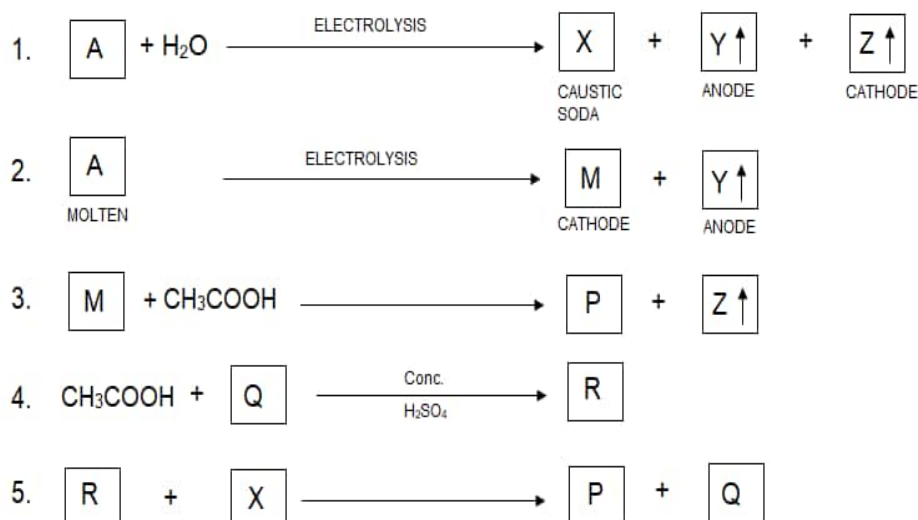 1. A + H₂O ELECTROLYSIS X + Y↑ + Z↑
CAUSTIC SODA ANODE CATHODE
2. A ELECTROLYSIS M + Y↑
MOLTEN CATHODE ANODE
3. M + CH₃COOH P + Z↑
4. CH₃COOH + Q Conc. H₂SO₄ R
5. R + X P + Q